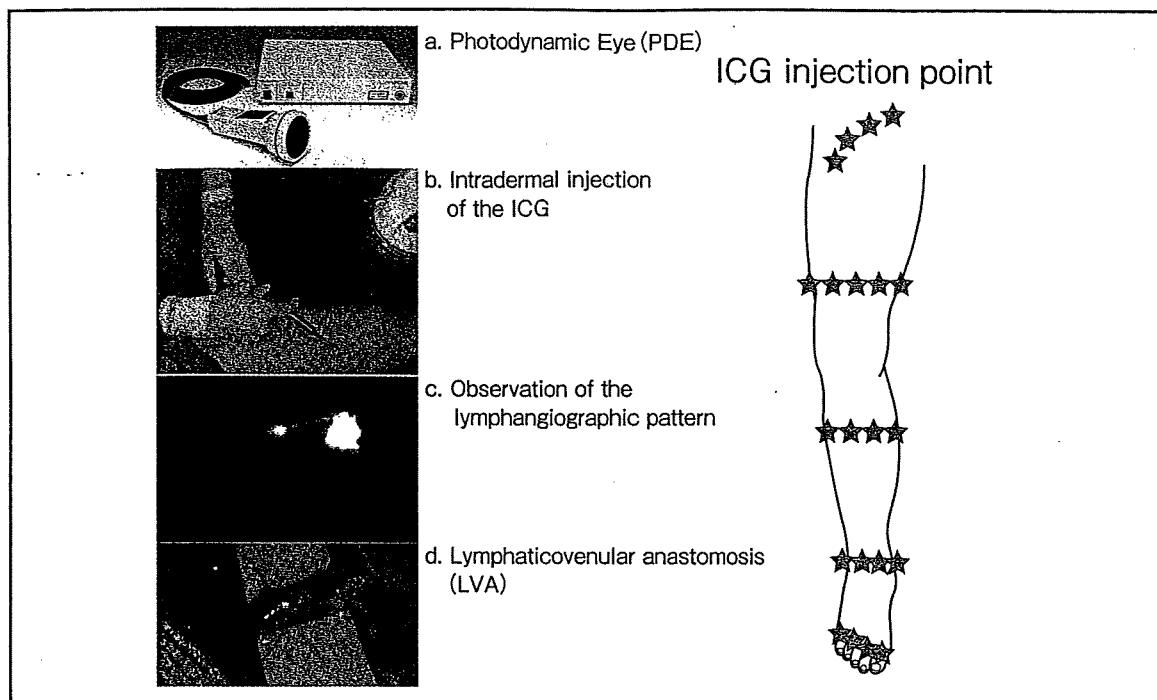 a. Photodynamic Eye (PDE)
ICG injection point
b. Intradermal injection
of the ICG
c. Observation of the
lymphangiographic pattern
d. Lymphaticovenular anastomosis
(LVA)